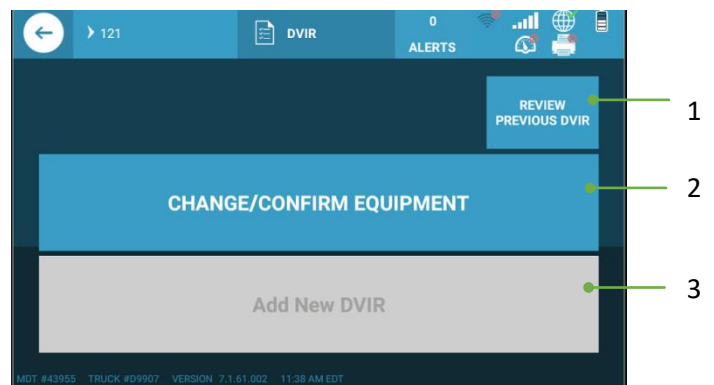 > 121
DVIR
0
ALERTS
REVIEW
PREVIOUS DVIR
1
CHANGE/CONFIRM EQUIPMENT
2
Add New DVIR
3
MDT #43955 TRUCK #D9907 VERSION 7.1.61.002 11:38 AM EDT